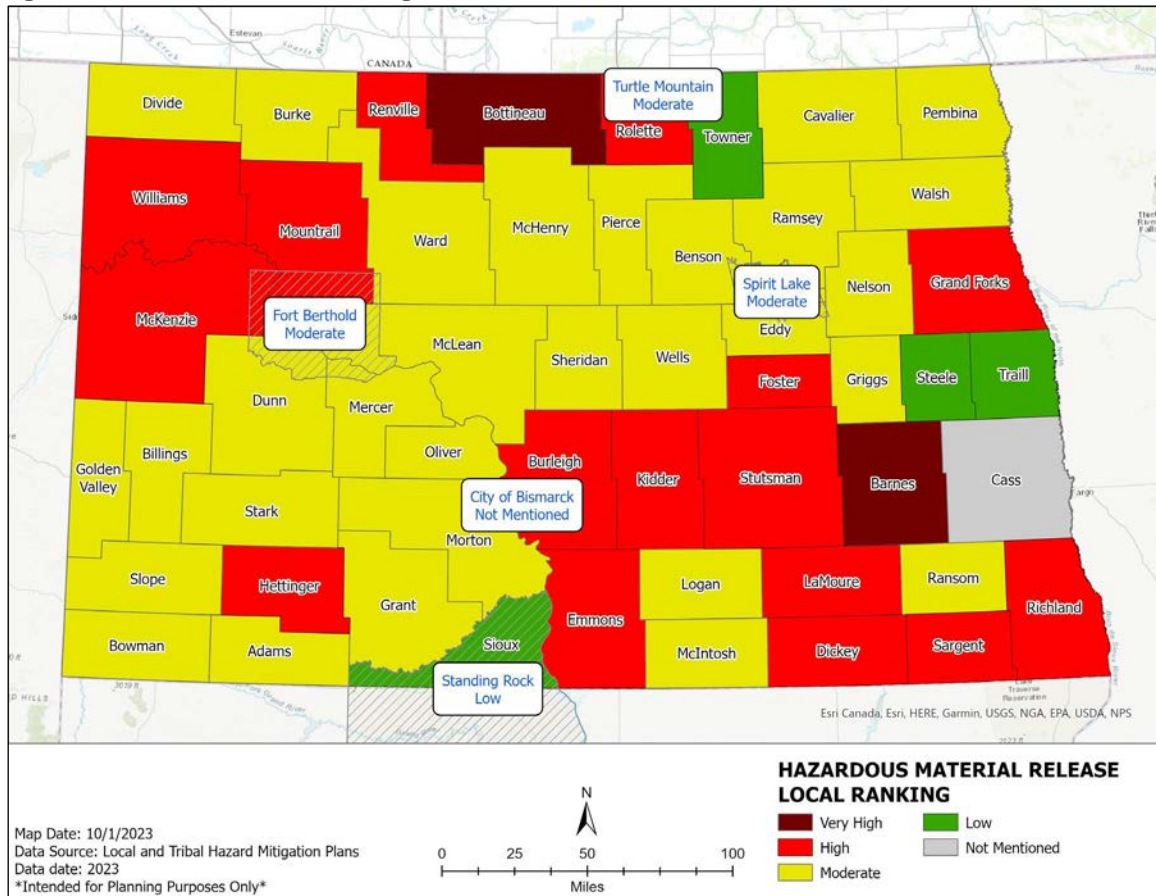 Estevan
CANADA
Turtle Mountain
Moderate
Divide
Burke
Renville
Bottineau
Rolette
Towner
Cavalier
Pembina
Williams
Mountrail
Ward
McHenry
Pierce
Benson
Ramsey
Walsh
Spirit Lake
Moderate
Nelson
Grand Forks
McKenzie
Fort Berthold
Moderate
McLean
Sheridan
Wells
Eddy
Foster
Griggs
Steele
Traill
Dunn
Mercer
Oliver
Golden
Valley
Billings
Stark
Burleigh
Kidder
Stutsman
Barnes
Cass
Fargo
City of Bismarck
Not Mentioned
Morton
Slope
Hettinger
Grant
Sioux
Emmons
Logan
LaMoure
Ransom
Richland
Bowman
Adams
McIntosh
Dickey
Sargent
Standing Rock
Low
Traverse
Reservation
Esri Canada, Esri, HERE, Garmin, USGS, NGA, EPA, USDA, NPS
HAZARDOUS MATERIAL RELEASE
LOCAL RANKING
Very High
High
Moderate
Low
Not Mentioned
N
0 25 50 100
Miles
Map Date: 10/1/2023
Data Source: Local and Tribal Hazard Mitigation Plans
Data date: 2023
*Intended for Planning Purposes Only*